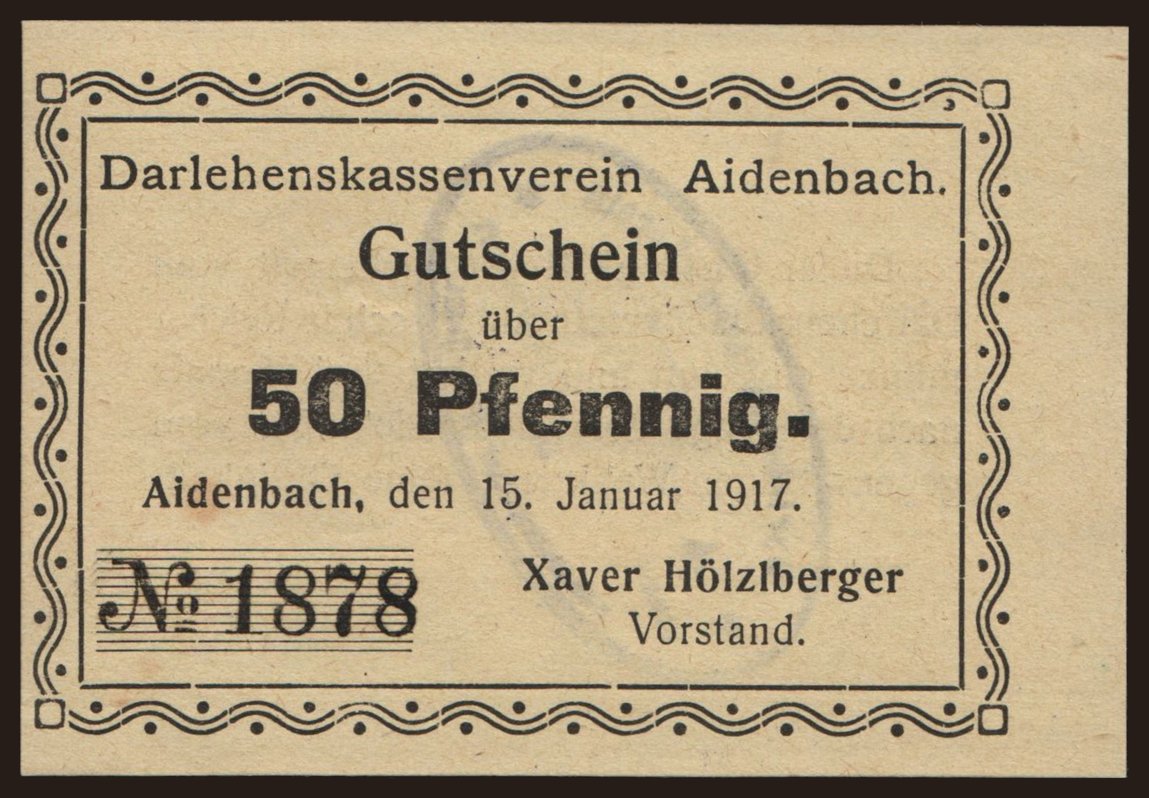 Darlehenskassenverein Aidenbach.
Gutschein
über
50 Pfennig.
Aidenbach, den 15. Januar 1917.
No 1878
Xaver Hölzlberger
Vorstand.